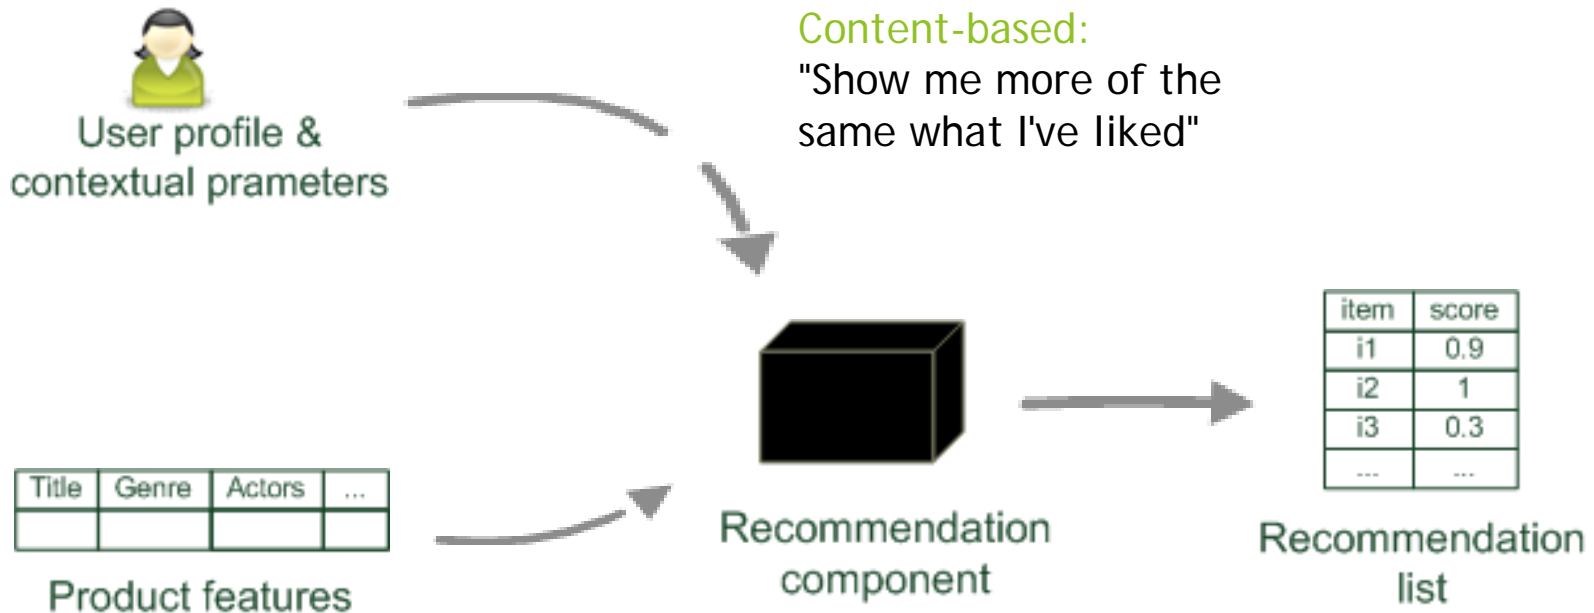 Content-based:
"Show me more of the
same what I've liked"
User profile &
contextual prameters
Title Genre Actors ...
Product features
Recommendation
component
item score
i1 0.9
i2 1
i3 0.3
... ...
Recommendation
list